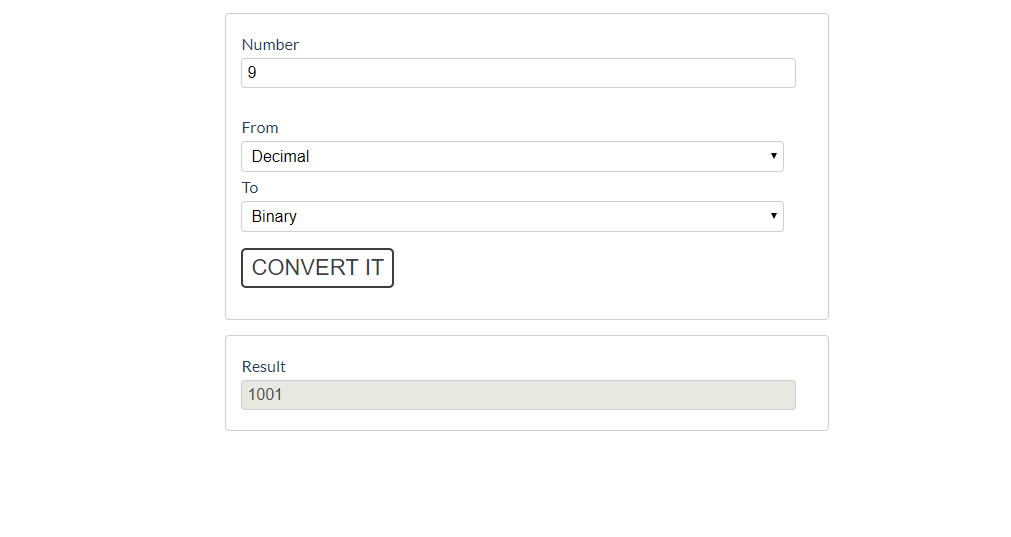 Number
9
From
Decimal
To
Binary
CONVERT IT
Result
1001